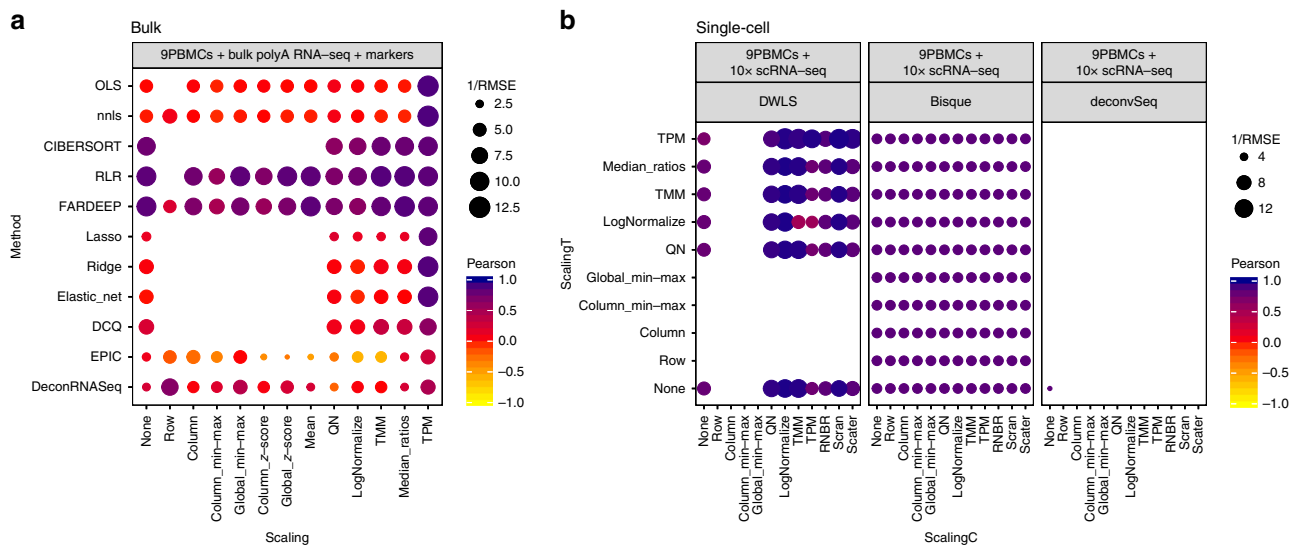 a
Bulk
9PBMCs + bulk polyA RNA–seq + markers
Method
OLS
nnls
CIBERSORT
RLR
FARDEEP
Lasso
Ridge
Elastic_net
DCQ
EPIC
DeconRNASeq
None
Row
Column
Column_min–max
Global_min–max
Column_z–score
Global_z–score
Mean
QN
LogNormalize
TMM
Median_ratios
TPM
Scaling
1/RMSE
2.5
5.0
7.5
10.0
12.5
Pearson
1.0
0.5
0.0
−0.5
−1.0
b
Single-cell
9PBMCs +
10× scRNA–seq
DWLS
9PBMCs +
10× scRNA–seq
Bisque
9PBMCs +
10× scRNA–seq
deconvSeq
ScalingT
TPM
Median_ratios
TMM
LogNormalize
QN
Global_min–max
Column_min–max
Column
Row
None
None
Row
Column
Column_min–max
Global_min–max
QN
LogNormalize
TMM
TPM
RNBR
Scran
Scater
None
Row
Column
Column_min–max
Global_min–max
QN
LogNormalize
TMM
TPM
RNBR
Scran
Scater
None
Row
Column
Column_min–max
Global_min–max
QN
LogNormalize
TMM
TPM
RNBR
Scran
Scater
ScalingC
1/RMSE
4
8
12
Pearson
1.0
0.5
0.0
−0.5
−1.0